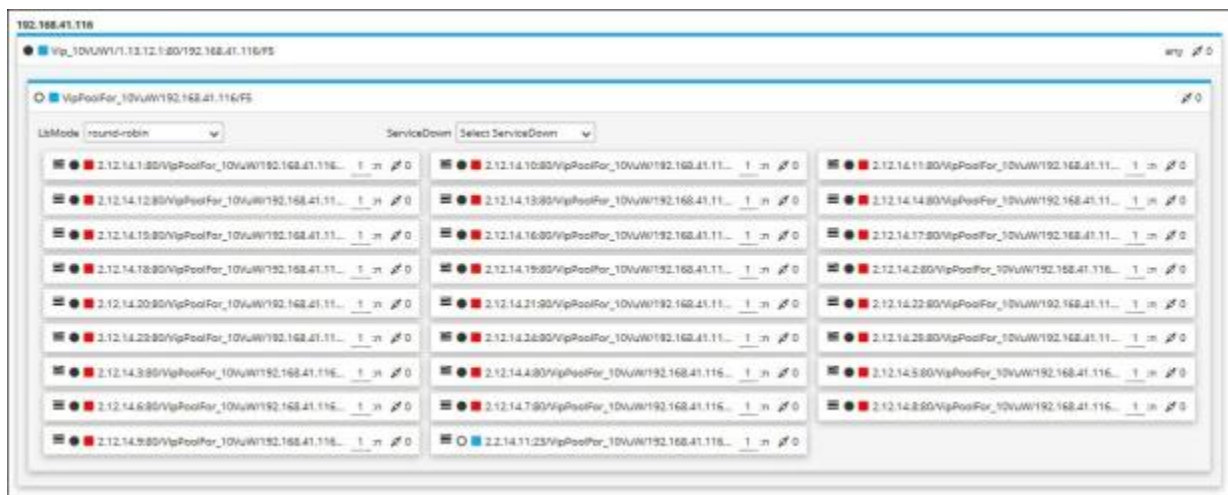 192.168.41.116
Vip_10VUW1/1.13.12.1:80/192.168.41.116/F5 any 0
VipPoolFor_10VuW/192.168.41.116/F5 0
LbMode round-robin ServiceDown Select ServiceDown
2.12.14.1:80/VipPoolFor_10VuW/192.168.41.116... 1 :n 0 2.12.14.10:80/VipPoolFor_10VuW/192.168.41.11... 1 :n 0 2.12.14.11:80/VipPoolFor_10VuW/192.168.41.11... 1 :n 0
2.12.14.12:80/VipPoolFor_10VuW/192.168.41.11... 1 :n 0 2.12.14.13:80/VipPoolFor_10VuW/192.168.41.11... 1 :n 0 2.12.14.14:80/VipPoolFor_10VuW/192.168.41.11... 1 :n 0
2.12.14.15:80/VipPoolFor_10VuW/192.168.41.11... 1 :n 0 2.12.14.16:80/VipPoolFor_10VuW/192.168.41.11... 1 :n 0 2.12.14.17:80/VipPoolFor_10VuW/192.168.41.11... 1 :n 0
2.12.14.18:80/VipPoolFor_10VuW/192.168.41.11... 1 :n 0 2.12.14.19:80/VipPoolFor_10VuW/192.168.41.11... 1 :n 0 2.12.14.2:80/VipPoolFor_10VuW/192.168.41.116... 1 :n 0
2.12.14.20:80/VipPoolFor_10VuW/192.168.41.11... 1 :n 0 2.12.14.21:80/VipPoolFor_10VuW/192.168.41.11... 1 :n 0 2.12.14.22:80/VipPoolFor_10VuW/192.168.41.11... 1 :n 0
2.12.14.23:80/VipPoolFor_10VuW/192.168.41.11... 1 :n 0 2.12.14.24:80/VipPoolFor_10VuW/192.168.41.11... 1 :n 0 2.12.14.25:80/VipPoolFor_10VuW/192.168.41.11... 1 :n 0
2.12.14.3:80/VipPoolFor_10VuW/192.168.41.116... 1 :n 0 2.12.14.4:80/VipPoolFor_10VuW/192.168.41.116... 1 :n 0 2.12.14.5:80/VipPoolFor_10VuW/192.168.41.116... 1 :n 0
2.12.14.6:80/VipPoolFor_10VuW/192.168.41.116... 1 :n 0 2.12.14.7:80/VipPoolFor_10VuW/192.168.41.116... 1 :n 0 2.12.14.8:80/VipPoolFor_10VuW/192.168.41.116... 1 :n 0
2.12.14.9:80/VipPoolFor_10VuW/192.168.41.116... 1 :n 0 2.2.14.11:23/VipPoolFor_10VuW/192.168.41.116... 1 :n 0